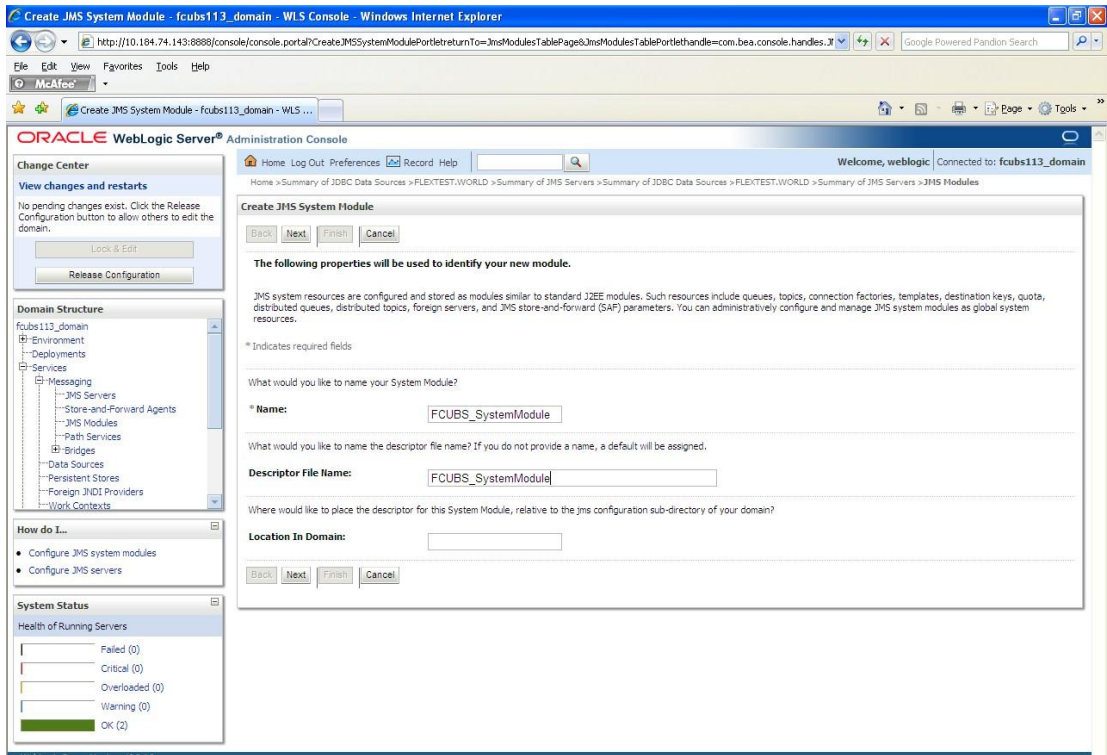 Create JMS System Module - fcubs113_domain - WLS Console - Windows Internet Explorer
http://10.184.74.143:8888/console/console.portal?CreateJMSSystemModulePortletreturnTo=JmsModulesTablePage&JmsModulesTablePortlethandle=com.bea.console.handles.
Google Powered Pandion Search
File Edit View Favorites Tools Help
McAfee
Create JMS System Module - fcubs113_domain - WLS ...
Page Tools »
ORACLE WebLogic Server® Administration Console
Change Center
View changes and restarts
No pending changes exist. Click the Release
Configuration button to allow others to edit the
domain.
Lock & Edit
Release Configuration
Domain Structure
fcubs113_domain
Environment
Deployments
Services
Messaging
JMS Servers
Store-and-Forward Agents
JMS Modules
Path Services
Bridges
Data Sources
Persistent Stores
Foreign JNDI Providers
Work Contexts
How do I...
Configure JMS system modules
Configure JMS servers
System Status
Health of Running Servers
Failed (0)
Critical (0)
Overloaded (0)
Warning (0)
OK (2)
Home Log Out Preferences Record Help
Welcome, weblogic Connected to: fcubs113_domain
Home >Summary of JDBC Data Sources >FLEXTEST.WORLD >Summary of JMS Servers >Summary of JDBC Data Sources >FLEXTEST.WORLD >Summary of JMS Servers >JMS Modules
Create JMS System Module
Back Next Finish Cancel
The following properties will be used to identify your new module.
JMS system resources are configured and stored as modules similar to standard J2EE modules. Such resources include queues, topics, connection factories, templates, destination keys, quota,
distributed queues, distributed topics, foreign servers, and JMS store-and-forward (SAF) parameters. You can administratively configure and manage JMS system modules as global system
resources.
* Indicates required fields
What would you like to name your System Module?
* Name: FCUBS_SystemModule
What would you like to name the descriptor file name? If you do not provide a name, a default will be assigned.
Descriptor File Name: FCUBS_SystemModule
Where would like to place the descriptor for this System Module, relative to the jms configuration sub-directory of your domain?
Location In Domain:
Back Next Finish Cancel